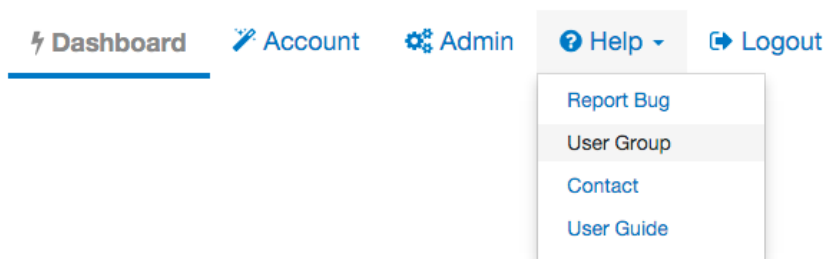 Dashboard Account Admin Help Logout
Report Bug
User Group
Contact
User Guide